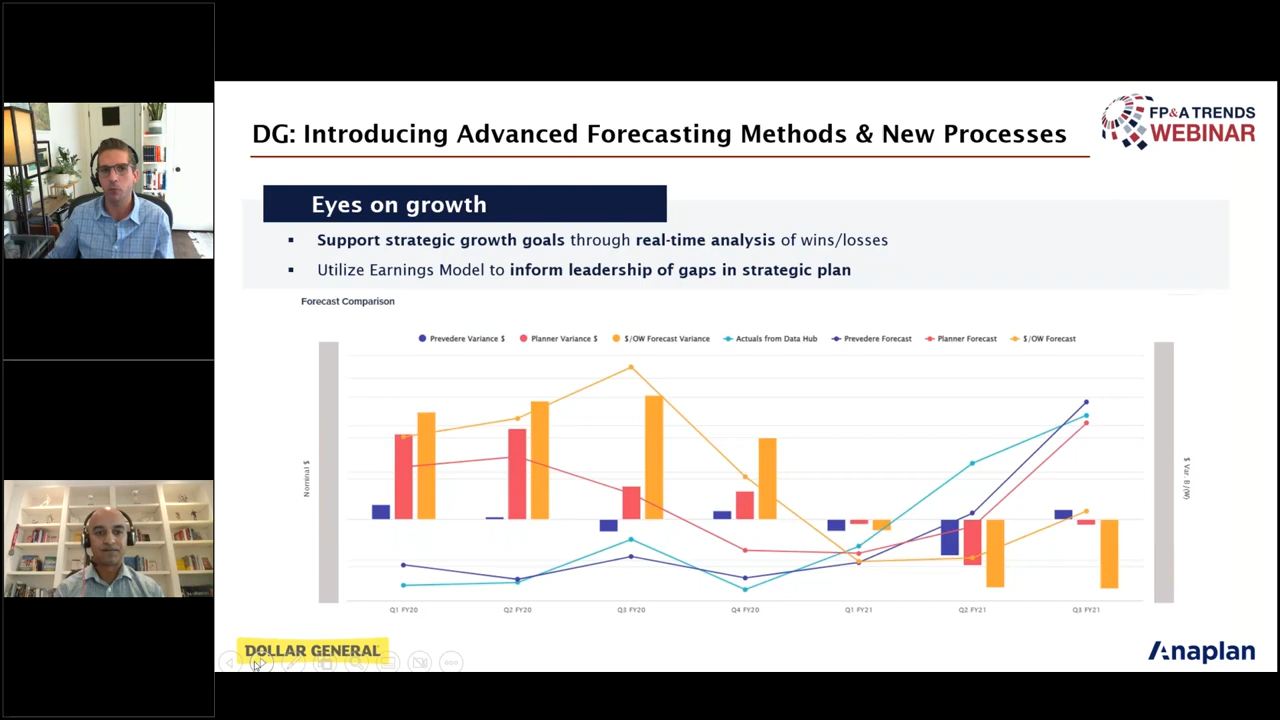 DG: Introducing Advanced Forecasting Methods & New Processes
FP&A TRENDS
WEBINAR
Eyes on growth
▪ Support strategic growth goals through real-time analysis of wins/losses
▪ Utilize Earnings Model to inform leadership of gaps in strategic plan
Forecast Comparison
Prevedere Variance $ Planner Variance $ $/OW Forecast Variance Actuals from Data Hub Prevedere Forecast Planner Forecast $/OW Forecast
Nominal $
$ Var. B/(W)
Q1 FY20 Q2 FY20 Q3 FY20 Q4 FY20 Q1 FY21 Q2 FY21 Q3 FY21
DOLLAR GENERAL
Anaplan